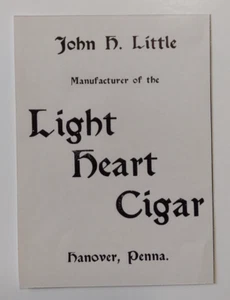 John H. Little
Manufacturer of the
Light
Heart
Cigar
Hanover, Penna.